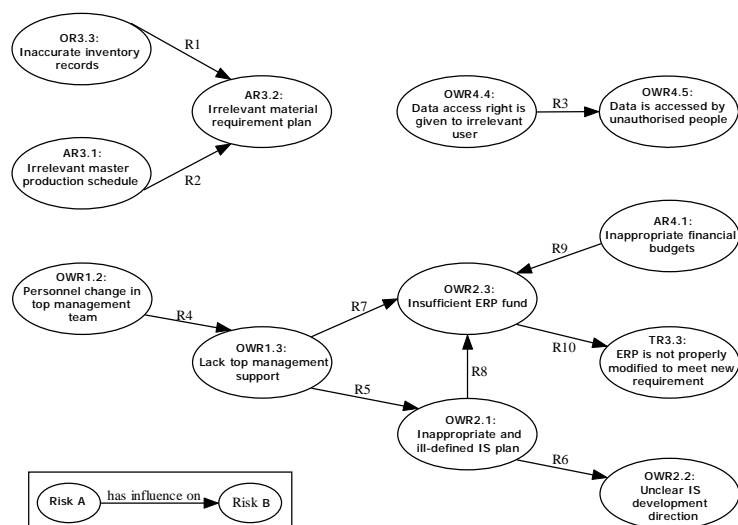 OR3.3:
Inaccurate inventory
records
R1
AR3.2:
Irrelevant material
requirement plan
AR3.1:
Irrelevant master
production schedule
R2
OWR4.4:
Data access right is
given to irrelevant
user
R3
OWR4.5:
Data is accessed by
unauthorised people
AR4.1:
Inappropriate financial
budgets
R9
OWR1.2:
Personnel change in
top management
team
R4
OWR1.3:
Lack top management
support
R7
OWR2.3:
Insufficient ERP fund
R10
TR3.3:
ERP is not properly
modified to meet new
requirement
R8
R5
OWR2.1:
Inappropriate and
ill-defined IS plan
R6
OWR2.2:
Unclear IS
development
direction
Risk A
has influence on
Risk B